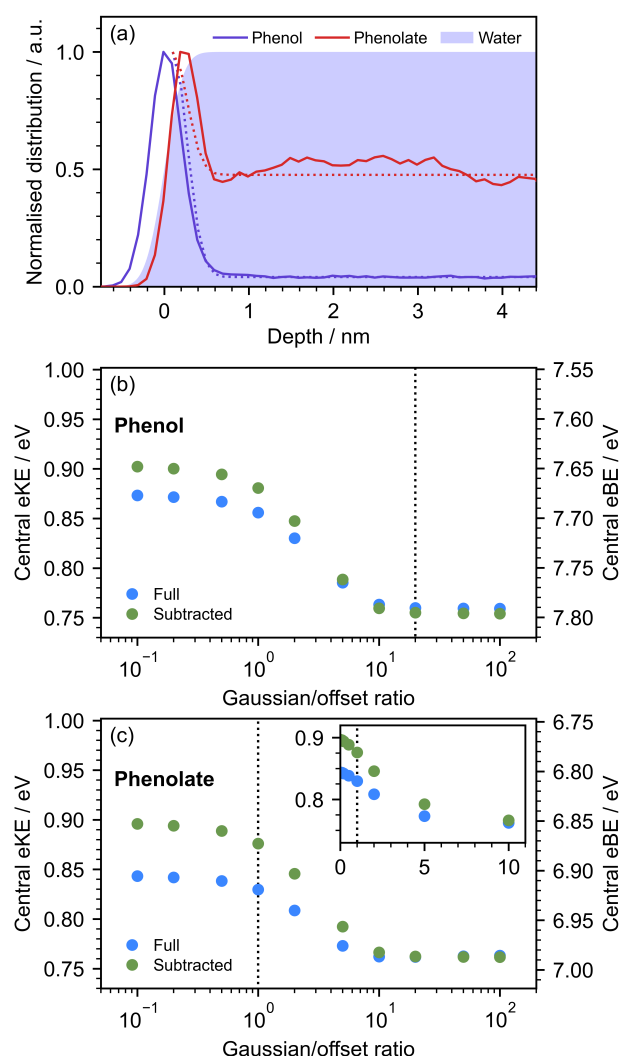 (a)
Phenol
Phenolate
Water
Normalised distribution / a.u.
1.0
0.5
0.0
0
1
2
3
4
Depth / nm
(b)
Phenol
Central eKE / eV
1.00
0.95
0.90
0.85
0.80
0.75
7.55
7.60
7.65
7.70
7.75
7.80
Central eBE / eV
Full
Subtracted
10⁻¹
10⁰
10¹
10²
Gaussian/offset ratio
(c)
Phenolate
Central eKE / eV
1.00
0.95
0.90
0.85
0.80
0.75
0.9
0.8
0
5
10
6.75
6.80
6.85
6.90
6.95
7.00
Central eBE / eV
Full
Subtracted
10⁻¹
10⁰
10¹
10²
Gaussian/offset ratio